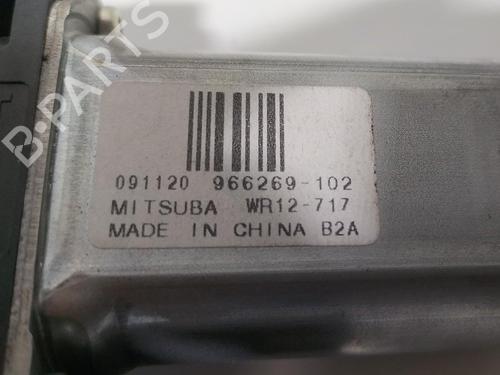 B-PARTS
091120 966269-102
MITSUBA WR12-717
MADE IN CHINA B2A